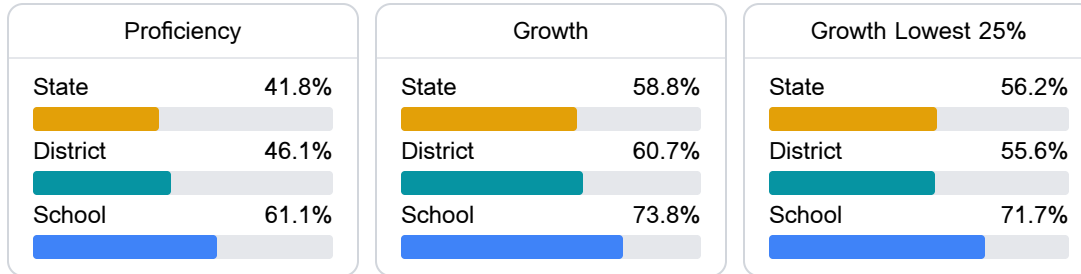 Proficiency
State 41.8%
District 46.1%
School 61.1%
Growth
State 58.8%
District 60.7%
School 73.8%
Growth Lowest 25%
State 56.2%
District 55.6%
School 71.7%